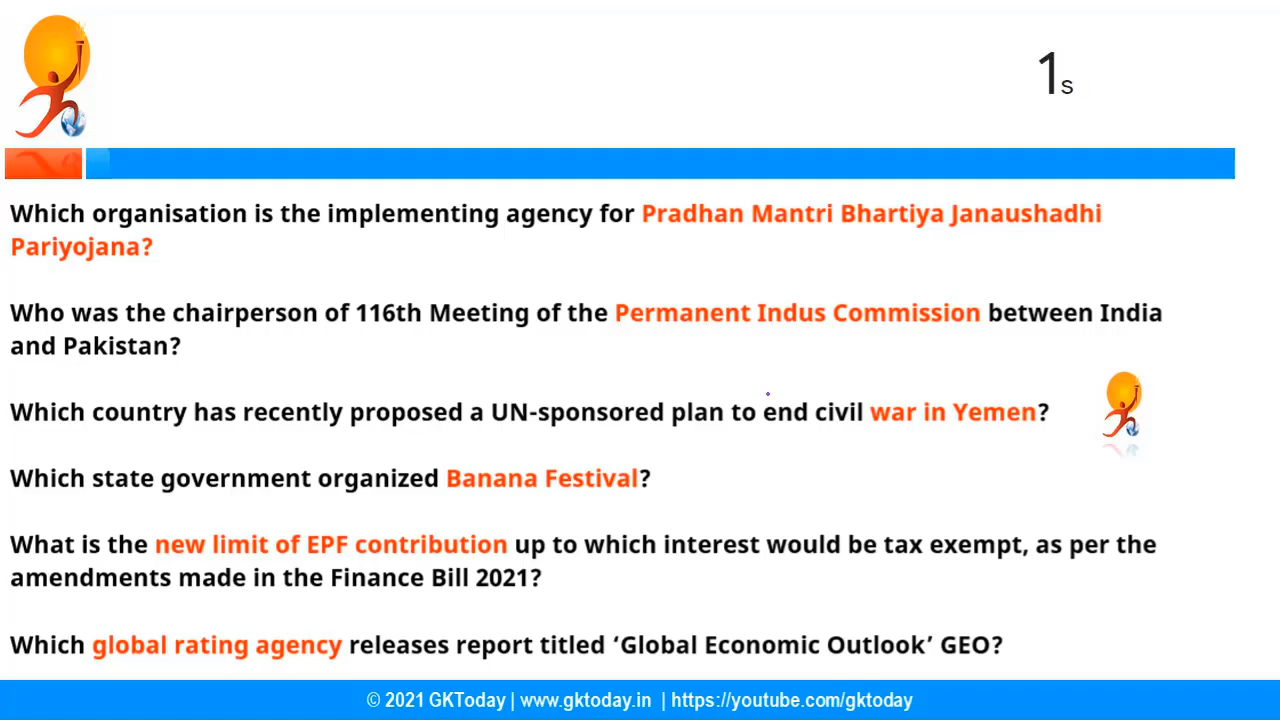 1s
Which organisation is the implementing agency for Pradhan Mantri Bhartiya Janaushadhi
Pariyojana?
Who was the chairperson of 116th Meeting of the Permanent Indus Commission between India
and Pakistan?
Which country has recently proposed a UN-sponsored plan to end civil war in Yemen?
Which state government organized Banana Festival?
What is the new limit of EPF contribution up to which interest would be tax exempt, as per the
amendments made in the Finance Bill 2021?
Which global rating agency releases report titled ‘Global Economic Outlook’ GEO?
© 2021 GKToday | www.gktoday.in | https://youtube.com/gktoday